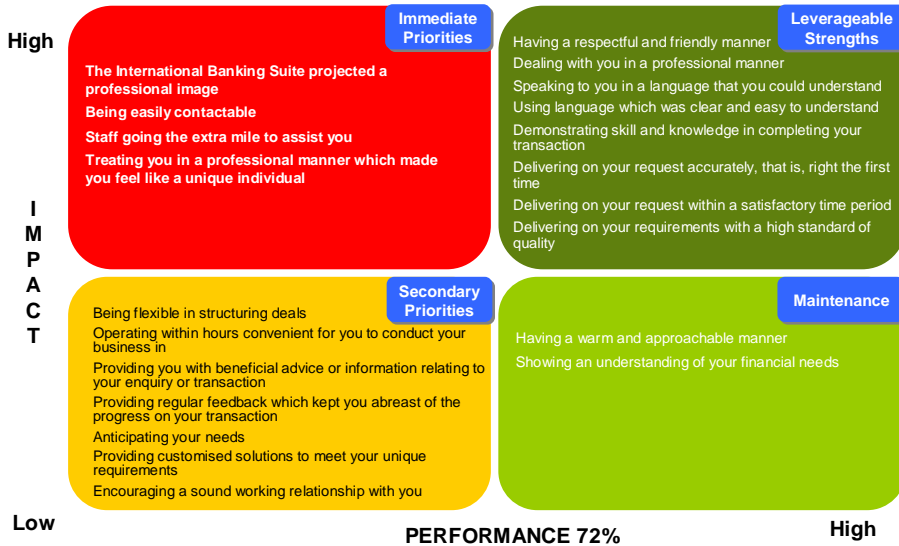 High
Immediate
Priorities
The International Banking Suite projected a
professional image
Being easily contactable
Staff going the extra mile to assist you
Treating you in a professional manner which made
you feel like a unique individual
Leverageable
Strengths
Having a respectful and friendly manner
Dealing with you in a professional manner
Speaking to you in a language that you could understand
Using language which was clear and easy to understand
Demonstrating skill and knowledge in completing your
transaction
Delivering on your request accurately, that is, right the first
time
Delivering on your request within a satisfactory time period
Delivering on your requirements with a high standard of
quality
I
M
P
A
C
T
Secondary
Priorities
Being flexible in structuring deals
Operating within hours convenient for you to conduct your
business in
Providing you with beneficial advice or information relating to
your enquiry or transaction
Providing regular feedback which kept you abreast of the
progress on your transaction
Anticipating your needs
Providing customised solutions to meet your unique
requirements
Encouraging a sound working relationship with you
Maintenance
Having a warm and approachable manner
Showing an understanding of your financial needs
Low
PERFORMANCE 72%
High